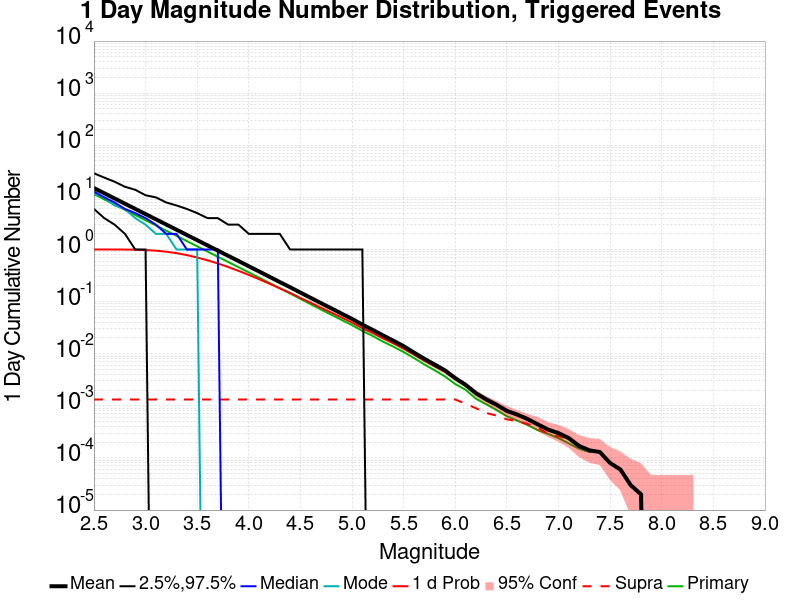 1 Day Magnitude Number Distribution, Triggered Events
10^4
10^3
10^2
10^1
10^0
10^-1
10^-2
10^-3
10^-4
10^-5
1 Day Cumulative Number
2.5 3.0 3.5 4.0 4.5 5.0 5.5 6.0 6.5 7.0 7.5 8.0 8.5 9.0
Magnitude
Mean 2.5%,97.5% Median Mode 1 d Prob 95% Conf Supra Primary